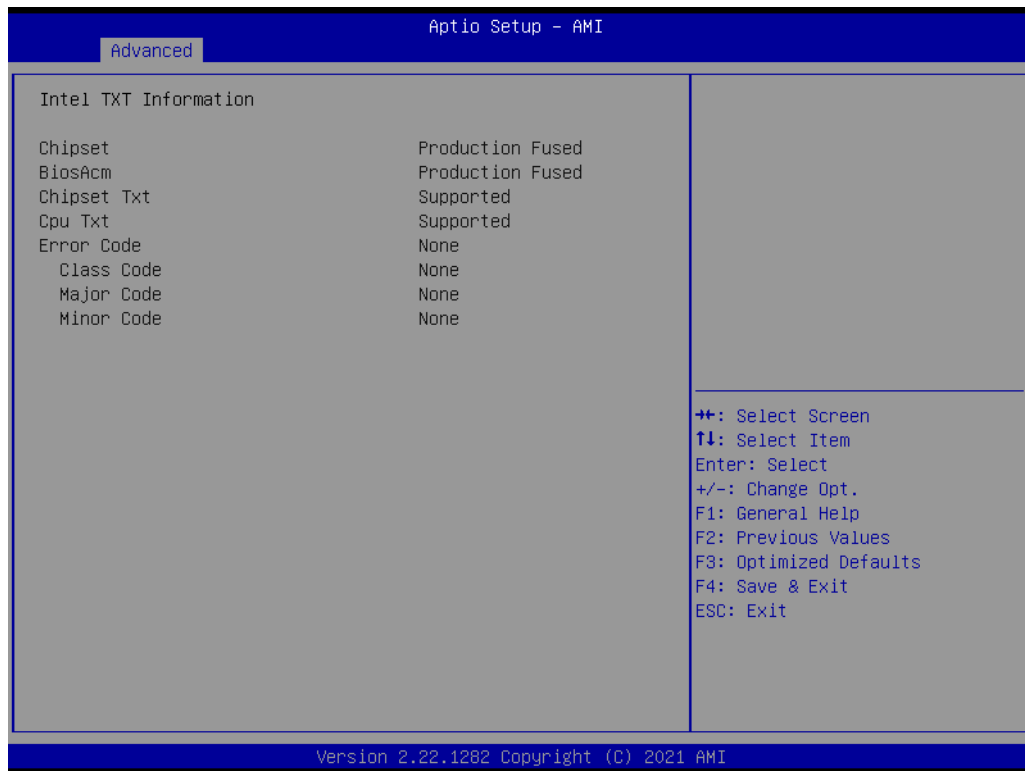 Aptio Setup – AMI
Advanced
Intel TXT Information
Chipset Production Fused
BiosAcm Production Fused
Chipset Txt Supported
Cpu Txt Supported
Error Code None
Class Code None
Major Code None
Minor Code None
→←: Select Screen
↑↓: Select Item
Enter: Select
+/-: Change Opt.
F1: General Help
F2: Previous Values
F3: Optimized Defaults
F4: Save & Exit
ESC: Exit
Version 2.22.1282 Copyright (C) 2021 AMI